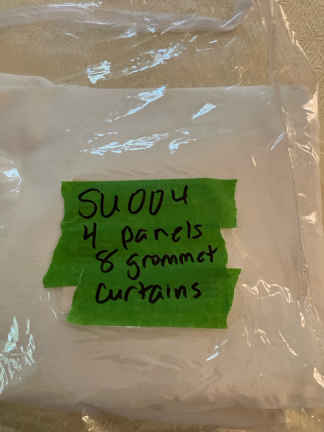 SU004
4 panels
8 grommet
curtains